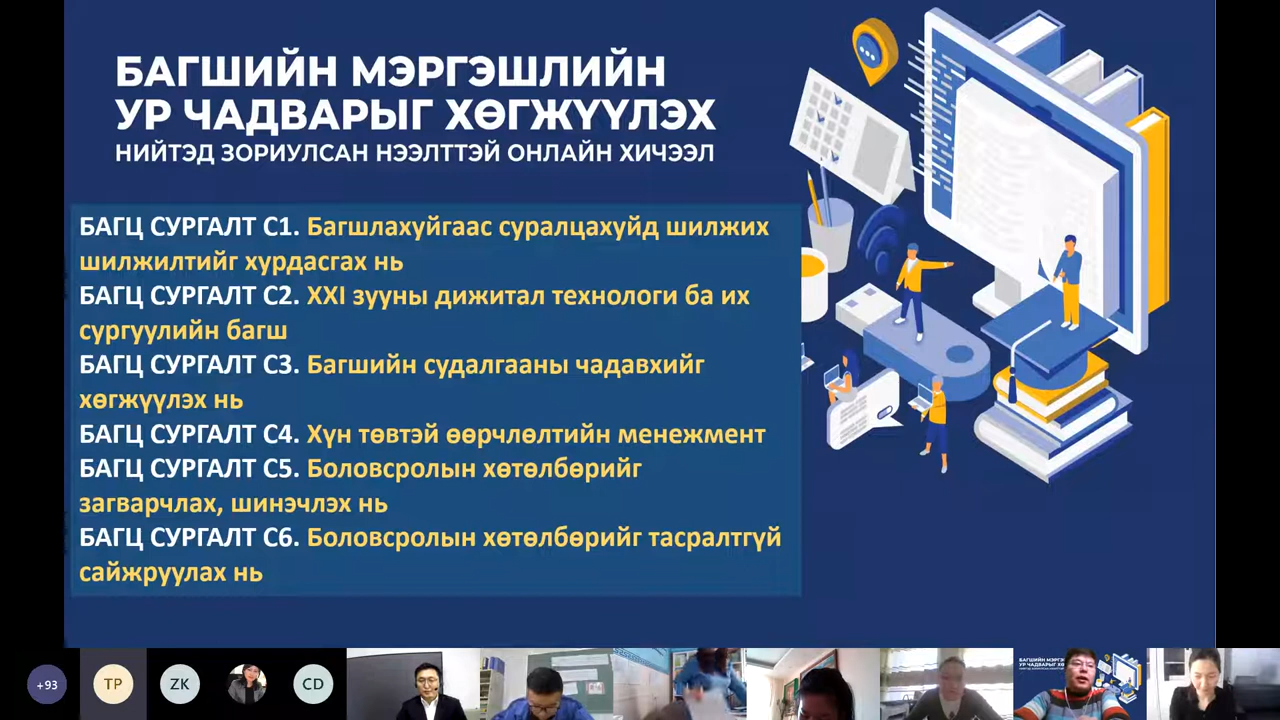 БАГШИЙН МЭРГЭШЛИЙН
УР ЧАДВАРЫГ ХӨГЖҮҮЛЭХ
НИЙТЭД ЗОРИУЛСАН НЭЭЛТТЭЙ ОНЛАЙН ХИЧЭЭЛ
БАГЦ СУРГАЛТ С1. Багшлахуйгаас суралцахуйд шилжих
шилжилтийг хурдасгах нь
БАГЦ СУРГАЛТ С2. XXI зууны дижитал технологи ба их
сургуулийн багш
БАГЦ СУРГАЛТ С3. Багшийн судалгааны чадавхийг
хөгжүүлэх нь
БАГЦ СУРГАЛТ С4. Хүн төвтэй өөрчлөлтийн менежмент
БАГЦ СУРГАЛТ С5. Боловсролын хөтөлбөрийг
загварчлах, шинэчлэх нь
БАГЦ СУРГАЛТ С6. Боловсролын хөтөлбөрийг тасралтгүй
сайжруулах нь
+93
TP
ZK
CD